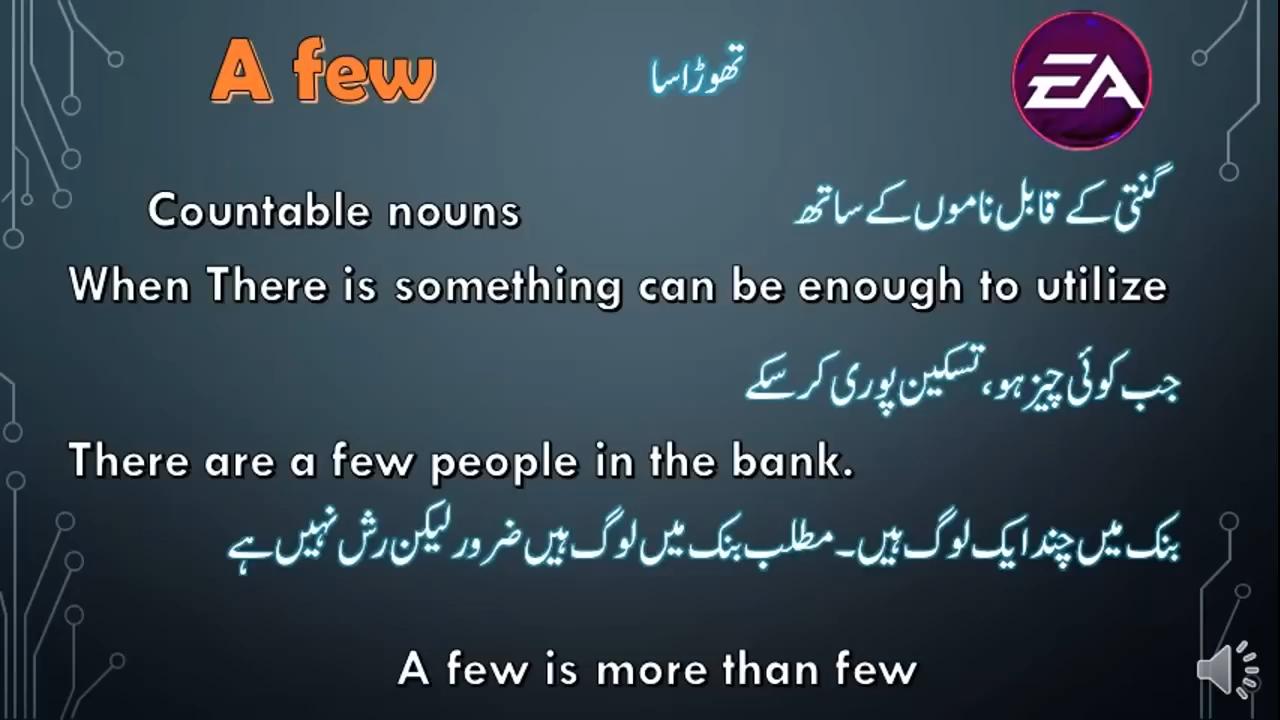 A few
تھوڑا سا
EA
Countable nouns
گنتی کے قابل ناموں کے ساتھ
When There is something can be enough to utilize
جب کوئی چیز ہو، تسکین پوری کر سکے
There are a few people in the bank.
بنک میں چند ایک لوگ ہیں۔ مطلب بنک میں لوگ ہیں ضرور لیکن رش نہیں ہے
A few is more than few